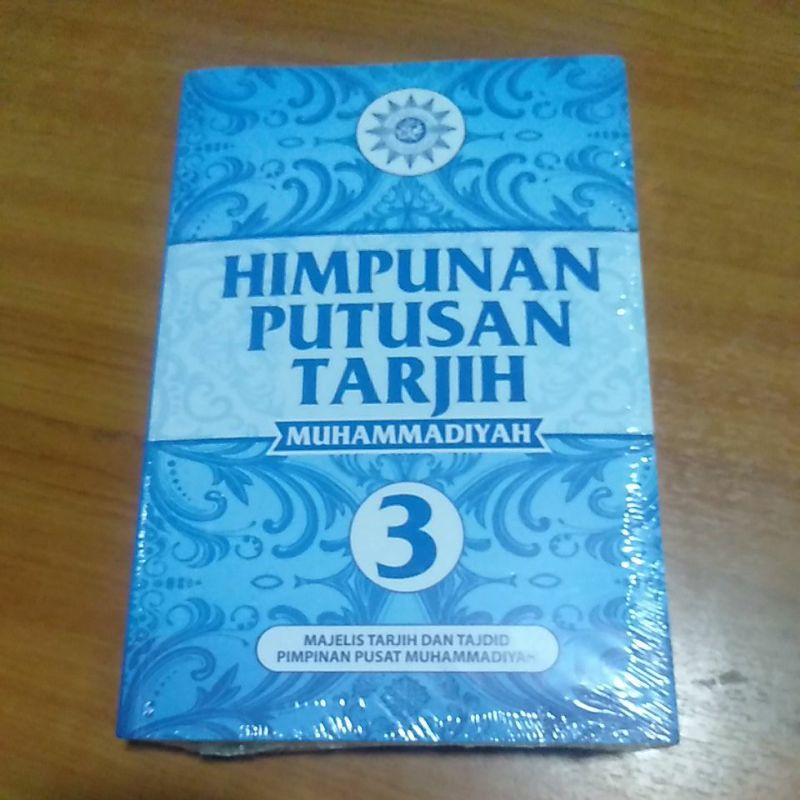 HIMPUNAN
PUTUSAN
TARJIH
MUHAMMADIYAH
3
MAJELIS TARJIH DAN TAJDID
PIMPINAN PUSAT MUHAMMADIYAH